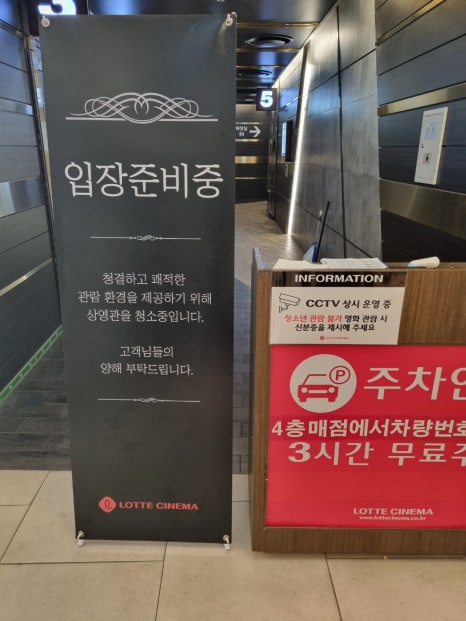 5
입장준비중
청결하고 쾌적한
관람 환경을 제공하기 위해
상영관을 청소중입니다.
고객님들의
양해 부탁드립니다.
LOTTE CINEMA
INFORMATION
CCTV 상시 운영 중
청소년 관람 불가 영화 관람 시
신분증을 제시해 주세요
P
주차인
4층매점에서차량번호
3시간 무료주
LOTTE CINEMA
www.lottecinema.co.kr